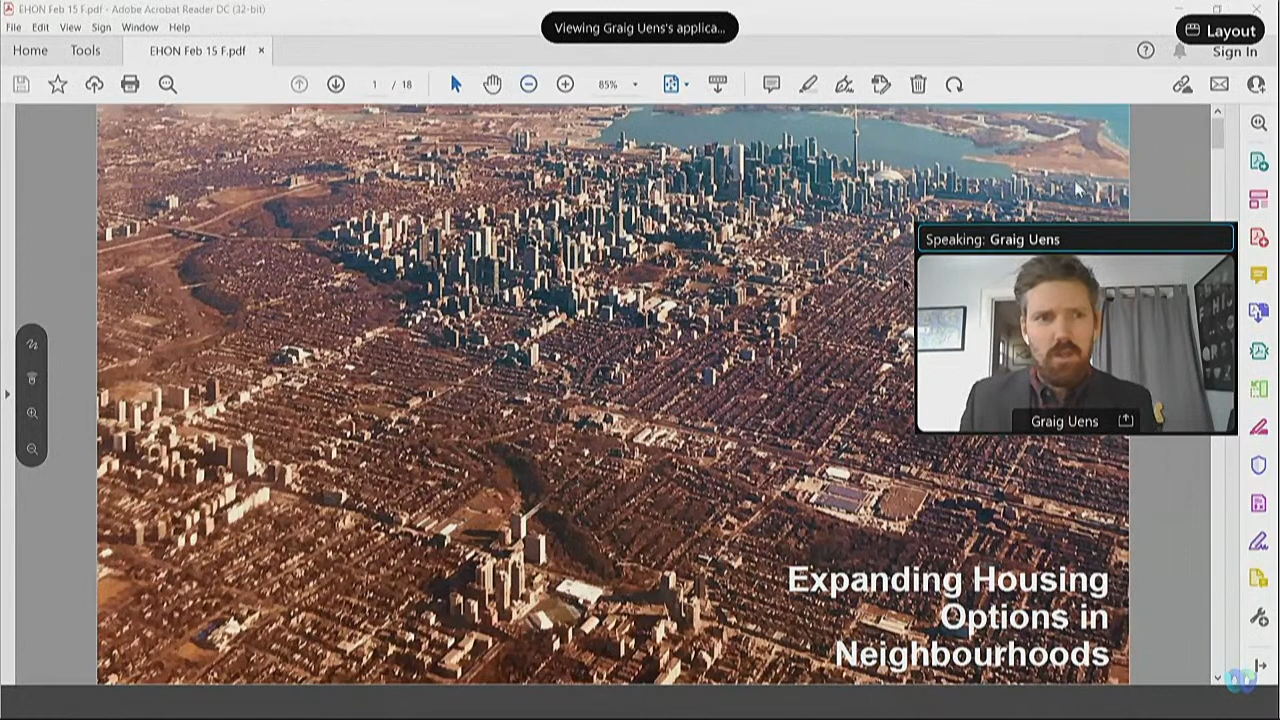 EHON Feb 15 F.pdf - Adobe Acrobat Reader DC (32-bit)
File Edit View Sign Window Help
Viewing Graig Uens's applica...
Layout
Home Tools EHON Feb 15 F.pdf × Sign In
1 / 18 85%
Speaking: Graig Uens
Graig Uens
Expanding Housing
Options in
Neighbourhoods